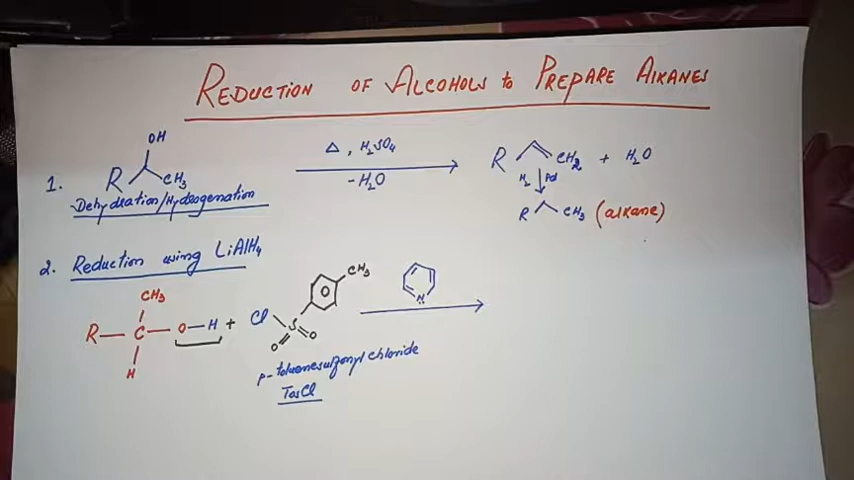 REDUCTION OF ALCOHOLS to PREPARE ALKANES
OH
1. R CH3 Δ, H2SO4 -H2O R CH2 + H2O
Dehydration/Hydrogenation
H2 Pd
R CH3 (alkane)
2. Reduction using LiAlH4
CH3
R - C - O - H + Cl S O O CH3 N
H
p-toluenesulfonyl chloride
TosCl